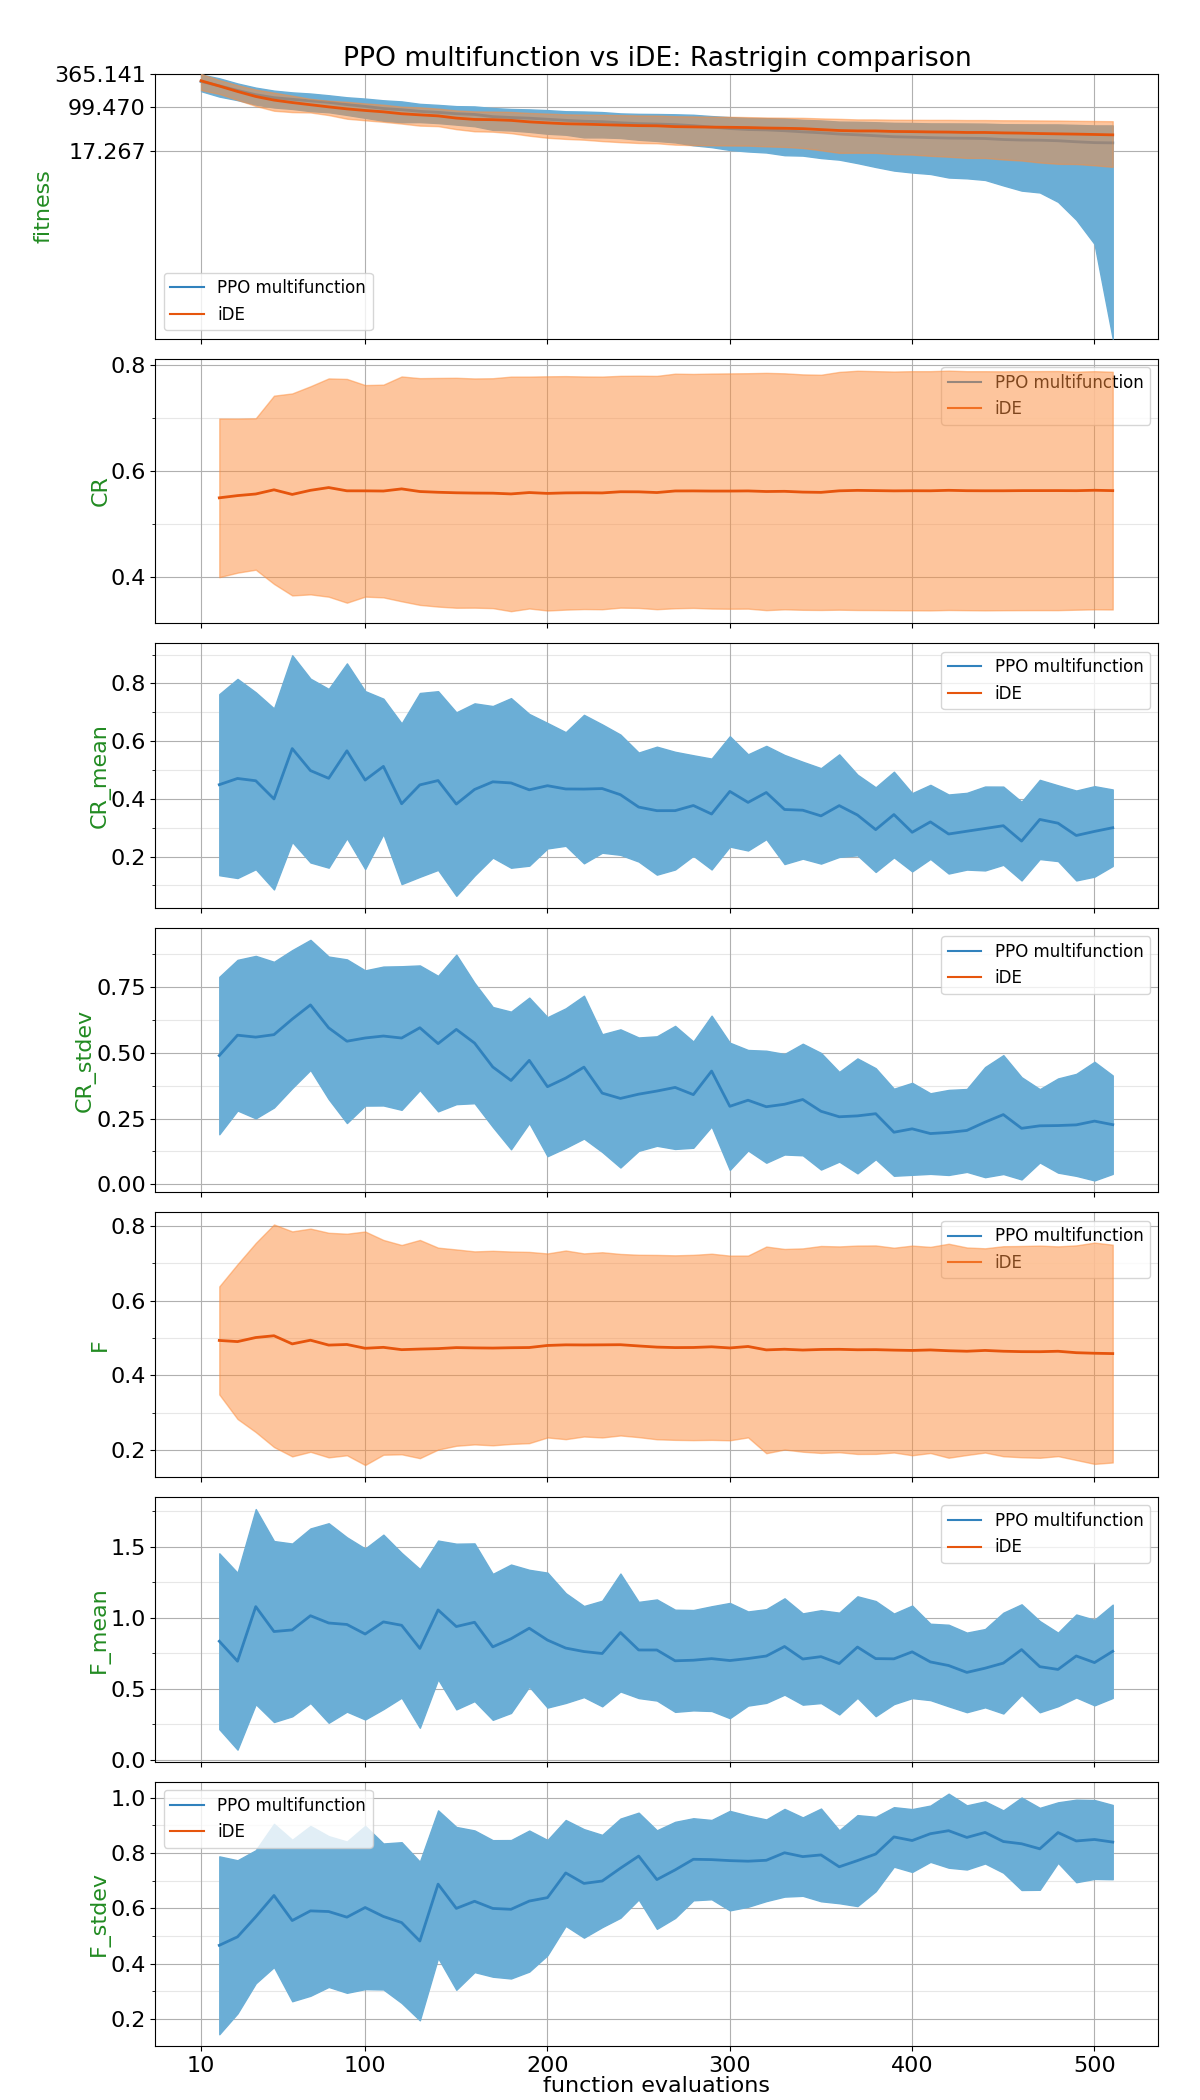 PPO multifunction vs iDE: Rastrigin comparison
365.141
99.470
17.267
fitness
PPO multifunction
iDE
0.8
0.6
0.4
CR
PPO multifunction
iDE
0.8
0.6
0.4
0.2
CR_mean
PPO multifunction
iDE
0.75
0.50
0.25
0.00
CR_stdev
PPO multifunction
iDE
0.8
0.6
0.4
0.2
F
PPO multifunction
iDE
1.5
1.0
0.5
0.0
F_mean
PPO multifunction
iDE
1.0
0.8
0.6
0.4
0.2
F_stdev
PPO multifunction
iDE
10 100 200 300 400 500
function evaluations